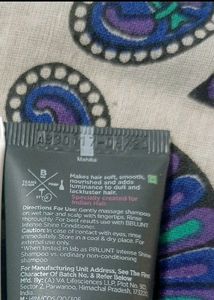 Mahika
B
Makes hair soft, smooth,
nourished and adds
luminosity to dull and
lackluster hair.
Specially created for
Indian Hair
Directions For Use: Gently massage shampoo
on wet hair and scalp with fingertips. Rinse
thoroughly. For best results use with BBLUNT
Intense Shine Conditioner.
Caution: In case of contact with eyes, rinse
immediately. Store in a cool & dry place. For
external use only.
*When tested in lab as BBLUNT Intense Shine
Shampoo vs. ordinary non-conditioning
shampoo
For Manufacturing Unit Address, See The First
Character Of Batch No. & Refer Below
Mfd. By: (A) V/A LIFESCIENCES LLP, Plot No.
Sector 2, Parwanoo, Himachal Pradesh, 173220,
India.